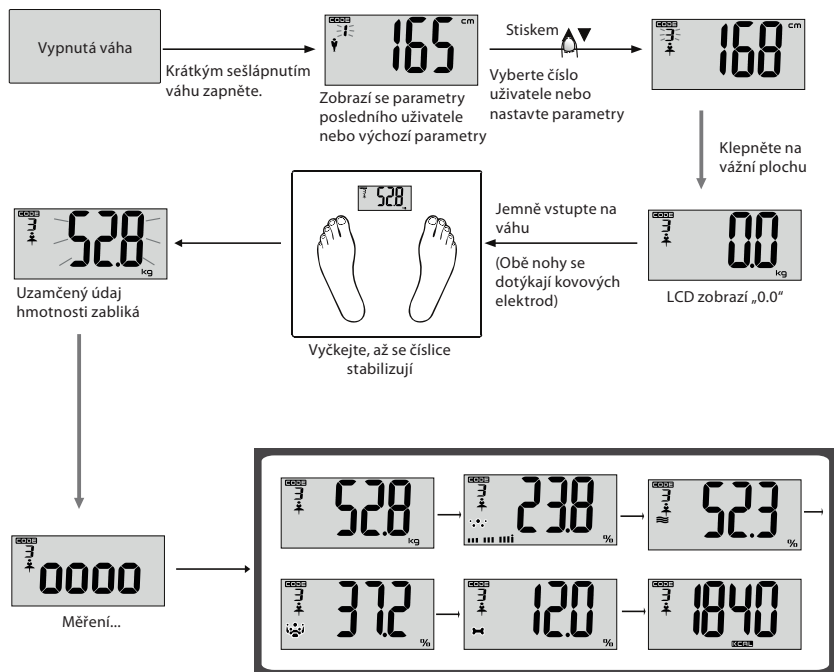 Vypnutá váha
Krátkým sešlápnutím
váhu zapněte.
CODE
1
165
cm
Zobrazí se parametry
posledního uživatele
nebo výchozí parametry
Stiskem
Vyberte číslo
uživatele nebo
nastavte parametry
CODE
3
168
cm
Klepněte na
vážní plochu
CODE
3
0.0
kg
LCD zobrazí „0.0“
Jemně vstupte na
váhu
(Obě nohy se
dotýkají kovových
elektrod)
52.8
Vyčkejte, až se číslice
stabilizují
CODE
3
52.8
kg
Uzamčený údaj
hmotnosti zabliká
CODE
3
0000
Měření...
CODE
3
52.8
kg
CODE
3
23.8
%
CODE
3
52.3
%
CODE
3
37.2
%
CODE
3
12.0
%
CODE
3
1840
KCAL